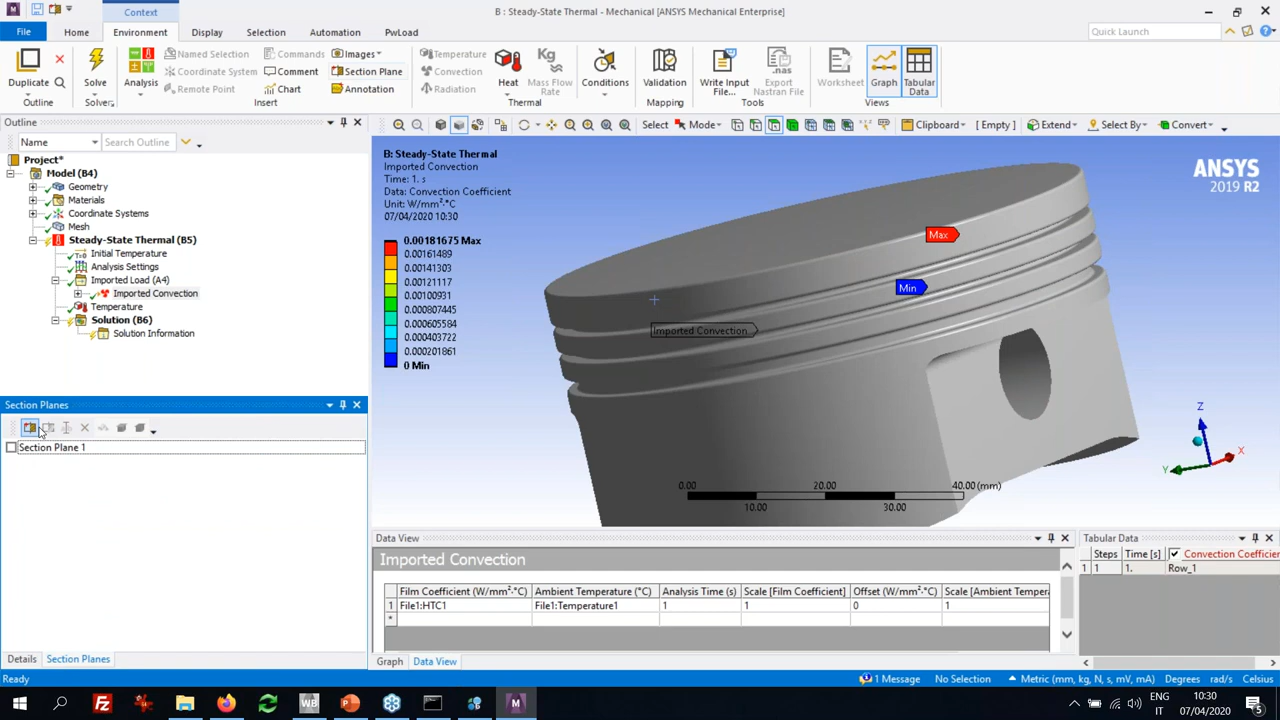 Context
B : Steady-State Thermal - Mechanical [ANSYS Mechanical Enterprise]
File
Home
Environment
Display
Selection
Automation
PwLoad
Quick Launch
Duplicate
Outline
Solve
Solver
Analysis
Named Selection
Coordinate System
Remote Point
Commands
Comment
Chart
Images
Section Plane
Annotation
Insert
Temperature
Convection
Radiation
Heat
Mass Flow Rate
Thermal
Conditions
Validation
Mapping
Write Input File...
Export Nastran File
Tools
Worksheet
Graph
Tabular Data
Views
Outline
Name
Search Outline
Select
Mode
Clipboard
[ Empty ]
Extend
Select By
Convert
Project*
Model (B4)
Geometry
Materials
Coordinate Systems
Mesh
Steady-State Thermal (B5)
Initial Temperature
Analysis Settings
Imported Load (A4)
Imported Convection
Temperature
Solution (B6)
Solution Information
B: Steady-State Thermal
Imported Convection
Time: 1. s
Data: Convection Coefficient
Unit: W/mm²·°C
07/04/2020 10:30
0.00181675 Max
0.00161489
0.00141303
0.00121117
0.00100931
0.000807445
0.000605584
0.000403722
0.000201861
0 Min
ANSYS
2019 R2
Max
Min
Imported Convection
Z
X
Y
0.00
20.00
40.00 (mm)
10.00
30.00
Section Planes
Section Plane 1
Details
Section Planes
Data View
Imported Convection
Film Coefficient (W/mm²·°C)
Ambient Temperature (°C)
Analysis Time (s)
Scale [Film Coefficient]
Offset (W/mm²·°C)
Scale [Ambient Tempera
1
File1:HTC1
File1:Temperature1
1
1
0
1
*
Graph
Data View
Tabular Data
Steps
Time [s]
Convection Coefficien
1
1
1.
Row_1
Ready
1 Message
No Selection
Metric (mm, kg, N, s, mV, mA)
Degrees
rad/s
Celsius
ENG
IT
10:30
07/04/2020
5